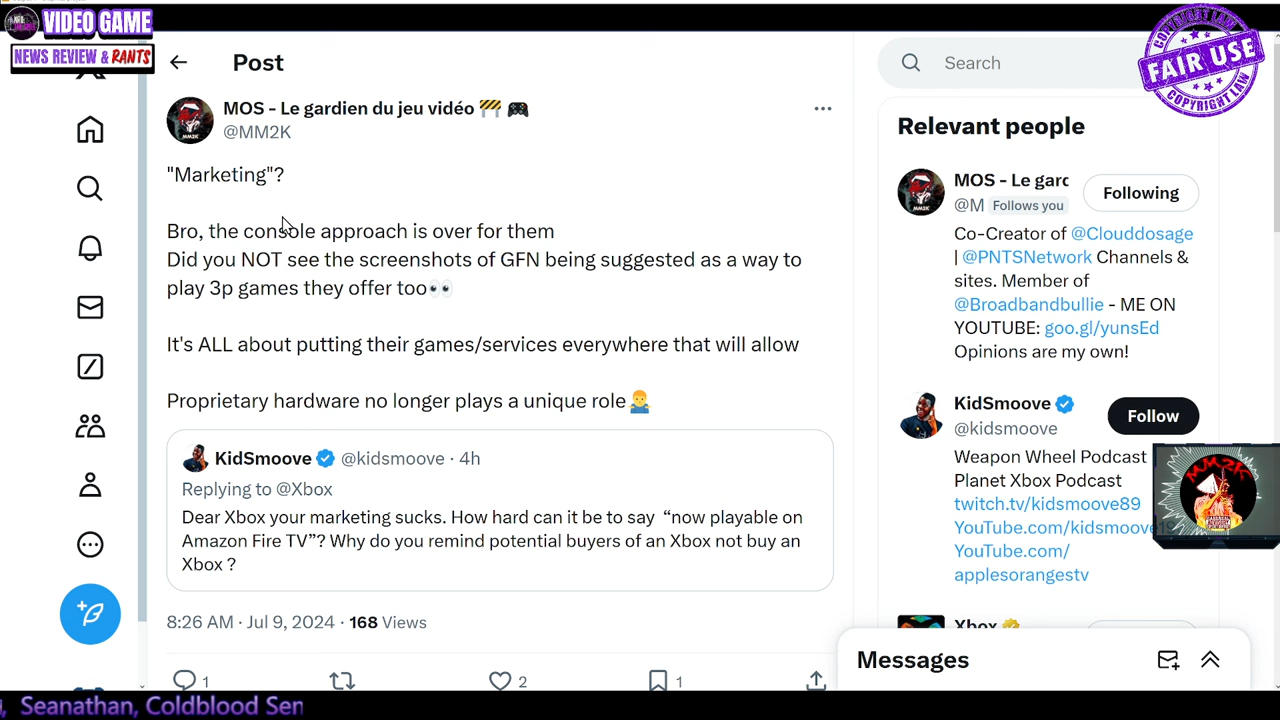 VIDEO GAME
NEWS REVIEW & RANTS
COPYRIGHT LAW
FAIR USE
COPYRIGHT LAW
Post
Search
MOS - Le gardien du jeu vidéo 🚧 🎮
@MM2K
"Marketing"?
Bro, the console approach is over for them
Did you NOT see the screenshots of GFN being suggested as a way to
play 3p games they offer too👀
It's ALL about putting their games/services everywhere that will allow
Proprietary hardware no longer plays a unique role🤷‍♂️
KidSmoove @kidsmoove · 4h
Replying to @Xbox
Dear Xbox your marketing sucks. How hard can it be to say “now playable on
Amazon Fire TV”? Why do you remind potential buyers of an Xbox not buy an
Xbox ?
8:26 AM · Jul 9, 2024 · 168 Views
1
2
1
Relevant people
MOS - Le gard
@M Follows you
Following
Co-Creator of @Clouddosage
| @PNTSNetwork Channels &
sites. Member of
@Broadbandbullie - ME ON
YOUTUBE: goo.gl/yunsEd
Opinions are my own!
KidSmoove
@kidsmoove
Follow
Weapon Wheel Podcast
Planet Xbox Podcast
twitch.tv/kidsmoove89
YouTube.com/kidsmoove
YouTube.com/
applesorangestv
MM2K
Xbox
Messages
, Seanathan, Coldblood Sen